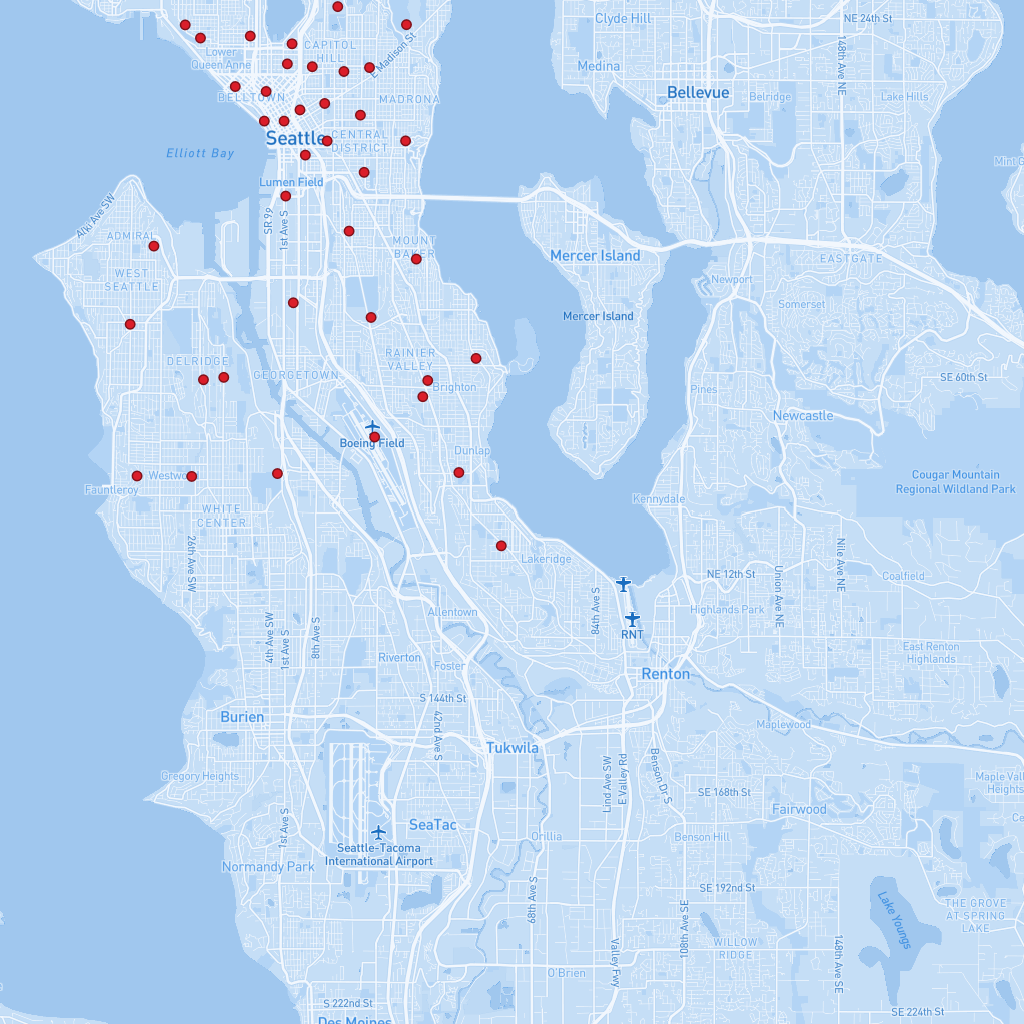 Clyde Hill
NE 24th St
CAPITOL
HILL
E Madison St
Lower
Queen Anne
148th Ave NE
Medina
Bellevue
Belridge
Lake Hills
BELLTOWN
MADRONA
Seattle
CENTRAL
DISTRICT
Elliott Bay
Lumen Field
Alki Ave SW
SR 99
1st Ave S
ADMIRAL
MOUNT
BAKER
Mercer Island
EASTGATE
WEST
SEATTLE
Newport
Somerset
Mercer Island
DELRIDGE
RAINIER
VALLEY
GEORGETOWN
Brighton
SE 60th St
Pines
Newcastle
Boeing Field
Dunlap
Westwo
Fauntleroy
Cougar Mountain
Regional Wildland Park
Kennydale
WHITE
CENTER
26th Ave SW
Lakeridge
NE 12th St
Union Ave NE
Nile Ave NE
Coalfield
84th Ave S
Allentown
Highlands Park
RNT
4th Ave SW
1st Ave S
8th Ave S
Riverton
Foster
East Renton
Highlands
Renton
S 144th St
Burien
42nd Ave S
Maplewood
Tukwila
Gregory Heights
Lind Ave SW
E Valley Rd
Benson Dr S
SE 168th St
Maple Val
Heights
Fairwood
1st Ave S
SeaTac
Orillia
Benson Hill
Seattle-Tacoma
International Airport
Normandy Park
68th Ave S
SE 192nd St
108th Ave SE
Lake Youngs
THE GROVE
AT SPRING
LAKE
WILLOW
RIDGE
148th Ave SE
O'Brien
Valley Fwy
S 222nd St
SE 224th St
Des Moines